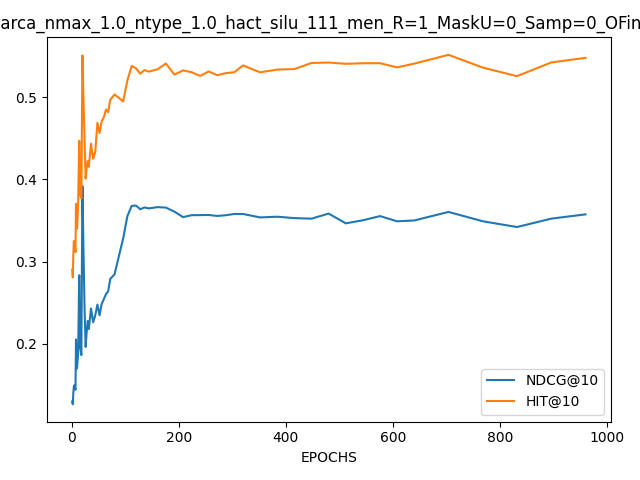 arca_nmax_1.0_ntype_1.0_hact_silu_111_men_R=1_MaskU=0_Samp=0_OFin
0.5
0.4
0.3
0.2
NDCG@10
HIT@10
0 200 400 600 800 1000
EPOCHS